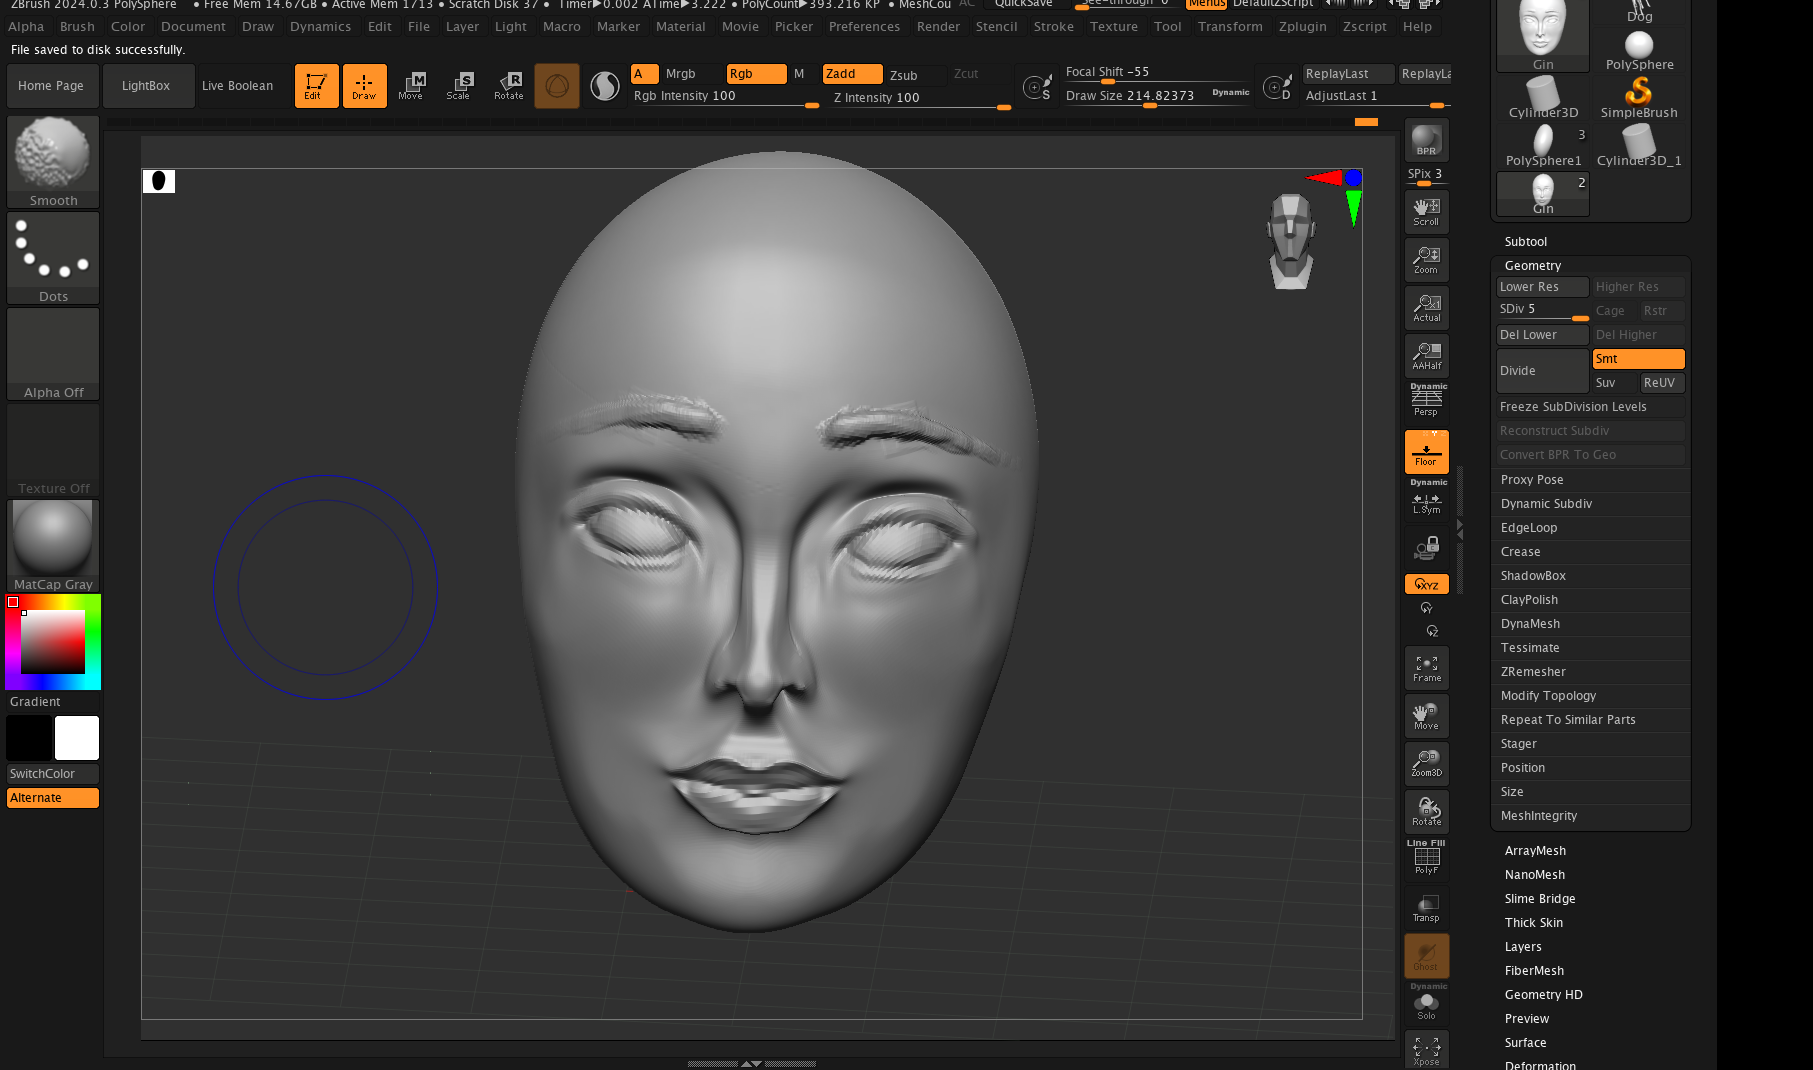 ZBrush 2024.0.3 PolySphere • Free Mem 14.67GB • Active Mem 1713 • Scratch Disk 37 • Timer▶0.002 ATime▶3.222 • PolyCount▶393.216 KP • MeshCou AC QuickSave See-through 0 Menus DefaultZScript
Alpha Brush Color Document Draw Dynamics Edit File Layer Light Macro Marker Material Movie Picker Preferences Render Stencil Stroke Texture Tool Transform Zplugin Zscript Help
File saved to disk successfully.
Home Page LightBox Live Boolean Edit Draw Move Scale Rotate
M S R
A Mrgb Rgb M Zadd Zsub Zcut
Rgb Intensity 100 Z Intensity 100
S Focal Shift -55
Draw Size 214.82373 Dynamic
D ReplayLast ReplayLa
AdjustLast 1
Smooth
Dots
Alpha Off
Texture Off
MatCap Gray
Gradient
SwitchColor
Alternate
BPR
SPix 3
Scroll
Zoom
Actual
AAHalf
Dynamic
Persp
Floor
Dynamic
L.Sym
XYZ
Y
Z
Frame
Move
Zoom3D
Rotate
Line Fill
PolyF
Transp
Ghost
Dynamic
Solo
Xpose
Gin Dog
PolySphere
Cylinder3D SimpleBrush
3
PolySphere1 Cylinder3D_1
2
Gin
Subtool
Geometry
Lower Res Higher Res
SDiv 5 Cage Rstr
Del Lower Del Higher
Divide Smt
Suv ReUV
Freeze SubDivision Levels
Reconstruct Subdiv
Convert BPR To Geo
Proxy Pose
Dynamic Subdiv
EdgeLoop
Crease
ShadowBox
ClayPolish
DynaMesh
Tessimate
ZRemesher
Modify Topology
Repeat To Similar Parts
Stager
Position
Size
MeshIntegrity
ArrayMesh
NanoMesh
Slime Bridge
Thick Skin
Layers
FiberMesh
Geometry HD
Preview
Surface
Deformation